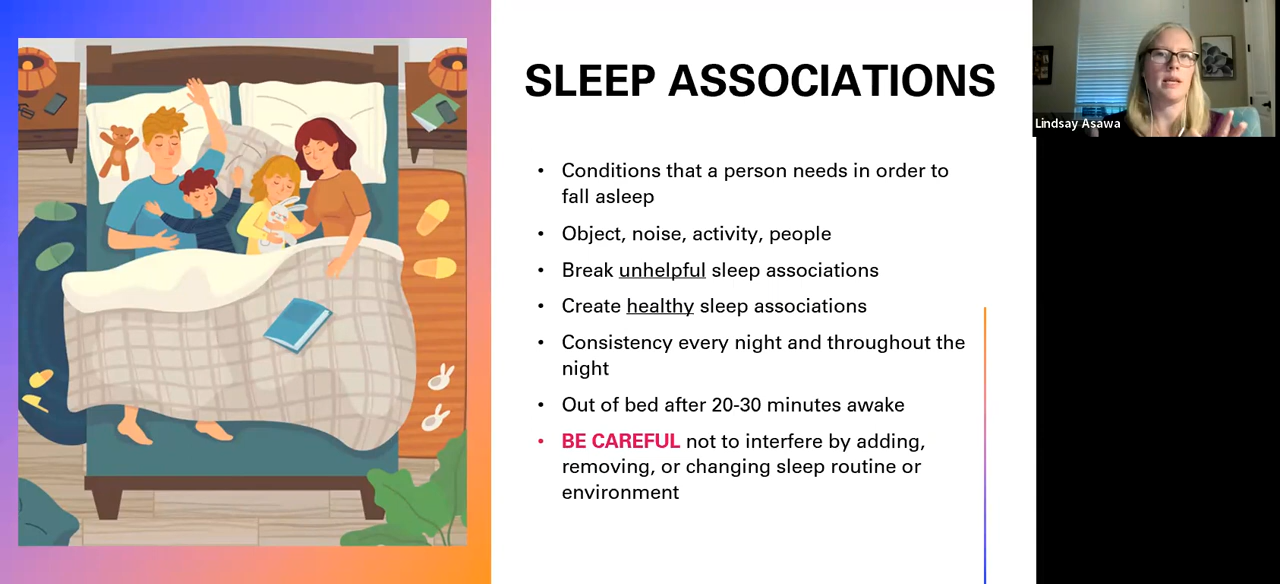 SLEEP ASSOCIATIONS
• Conditions that a person needs in order to
fall asleep
• Object, noise, activity, people
• Break unhelpful sleep associations
• Create healthy sleep associations
• Consistency every night and throughout the
night
• Out of bed after 20-30 minutes awake
• BE CAREFUL not to interfere by adding,
removing, or changing sleep routine or
environment
Lindsay Asawa